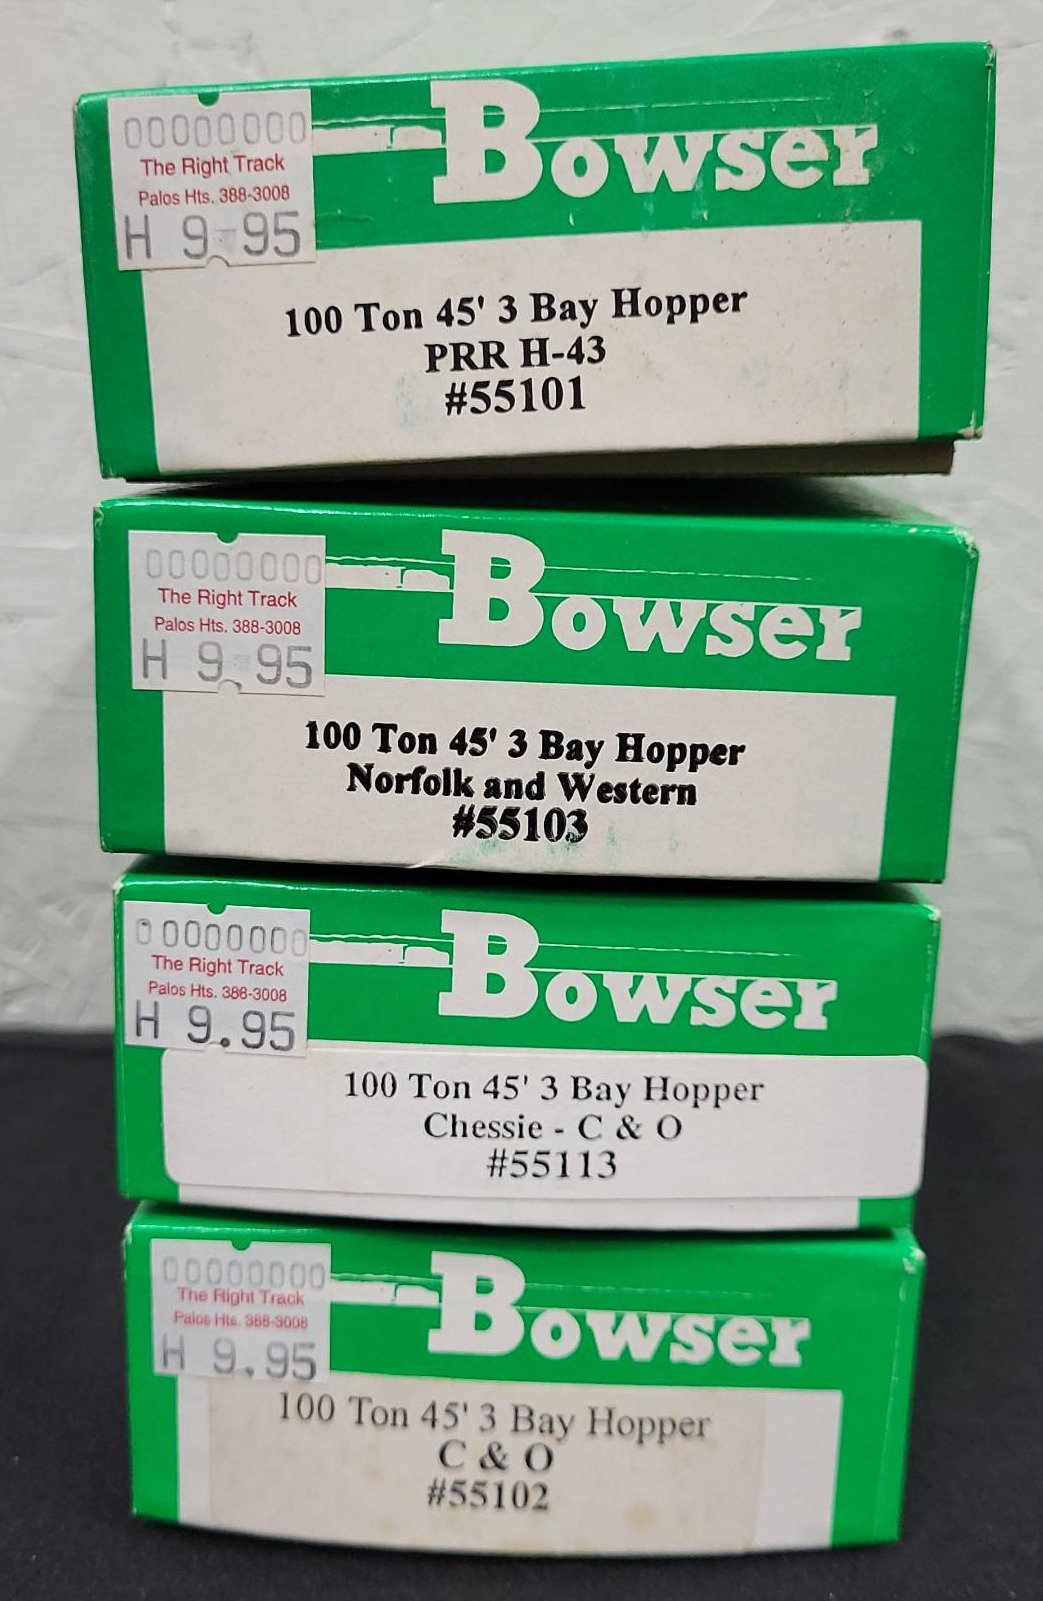 00000000
The Right Track
Palos Hts. 388-3008
H 9.95
Bowser
100 Ton 45' 3 Bay Hopper
PRR H-43
#55101
00000000
The Right Track
Palos Hts. 388-3008
H 9.95
Bowser
100 Ton 45' 3 Bay Hopper
Norfolk and Western
#55103
00000000
The Right Track
Palos Hts. 388-3008
H 9.95
Bowser
100 Ton 45' 3 Bay Hopper
Chessie - C & O
#55113
00000000
The Right Track
Palos Hts. 388-3008
H 9.95
Bowser
100 Ton 45' 3 Bay Hopper
C & O
#55102